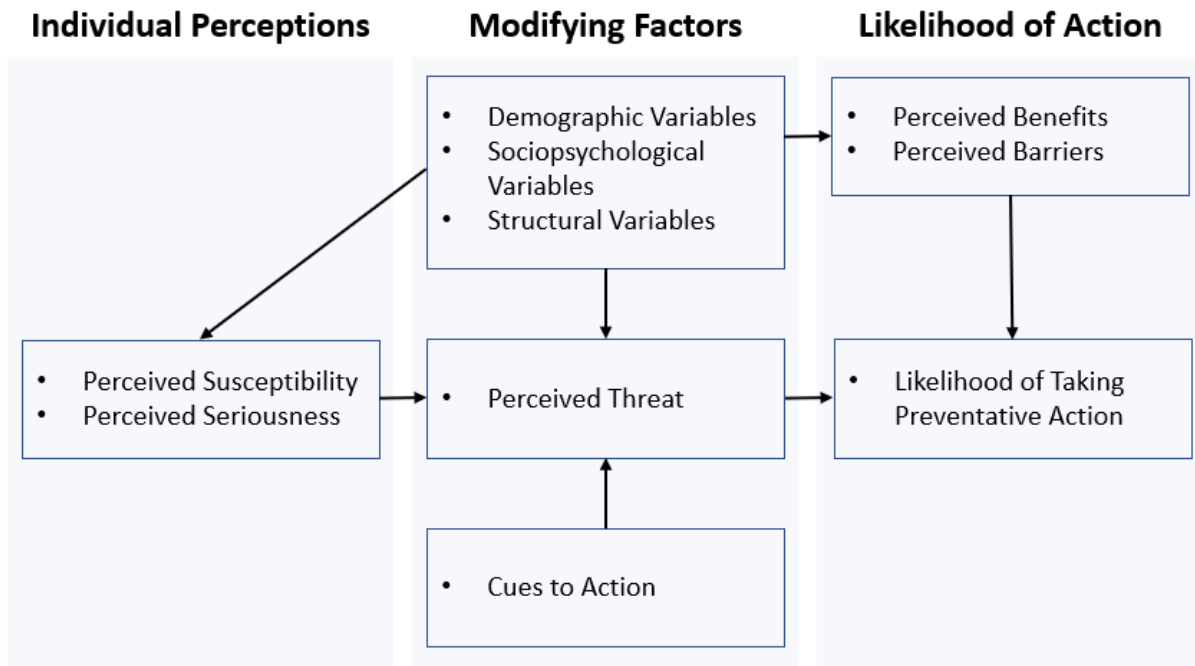 Individual Perceptions
Modifying Factors
Likelihood of Action
• Demographic Variables
• Sociopsychological
Variables
• Structural Variables
• Perceived Benefits
• Perceived Barriers
• Perceived Susceptibility
• Perceived Seriousness
• Perceived Threat
• Likelihood of Taking
Preventative Action
• Cues to Action